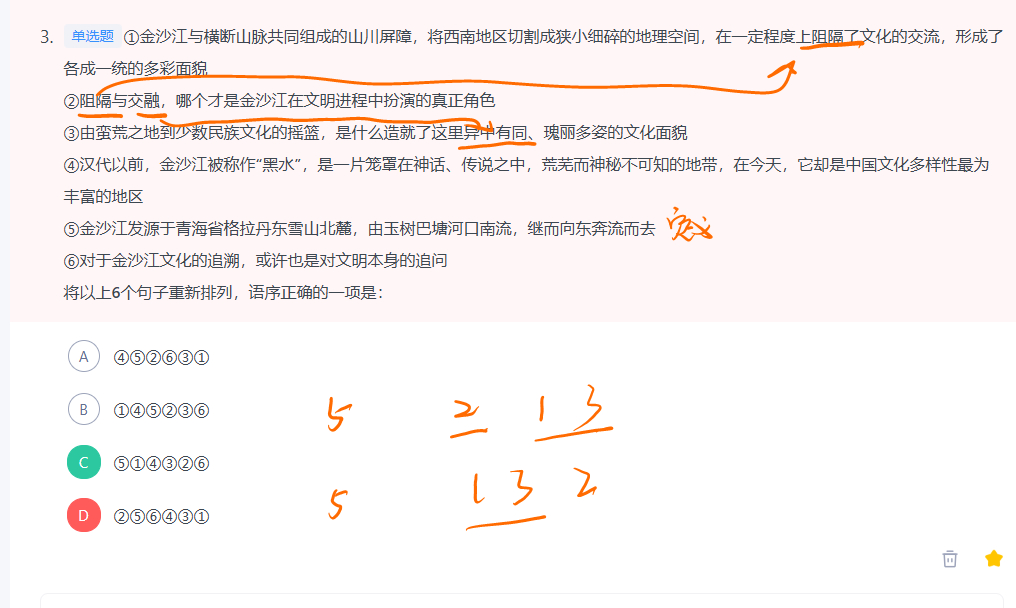 3. 单选题 ①金沙江与横断山脉共同组成的山川屏障，将西南地区切割成狭小细碎的地理空间，在一定程度上阻隔了文化的交流，形成了
各成一统的多彩面貌
②阻隔与交融，哪个才是金沙江在文明进程中扮演的真正角色
③由蛮荒之地到少数民族文化的摇篮，是什么造就了这里异中有同、瑰丽多姿的文化面貌
④汉代以前，金沙江被称作“黑水”，是一片笼罩在神话、传说之中，荒芜而神秘不可知的地带，在今天，它却是中国文化多样性最为
丰富的地区
⑤金沙江发源于青海省格拉丹东雪山北麓，由玉树巴塘河口南流，继而向东奔流而去 定义
⑥对于金沙江文化的追溯，或许也是对文明本身的追问
将以上6个句子重新排列，语序正确的一项是：
A ④⑤②⑥③①
B ①④⑤②③⑥
5 2 1 3
C ⑤①④③②⑥
5 1 3 2
D ②⑤⑥④③①